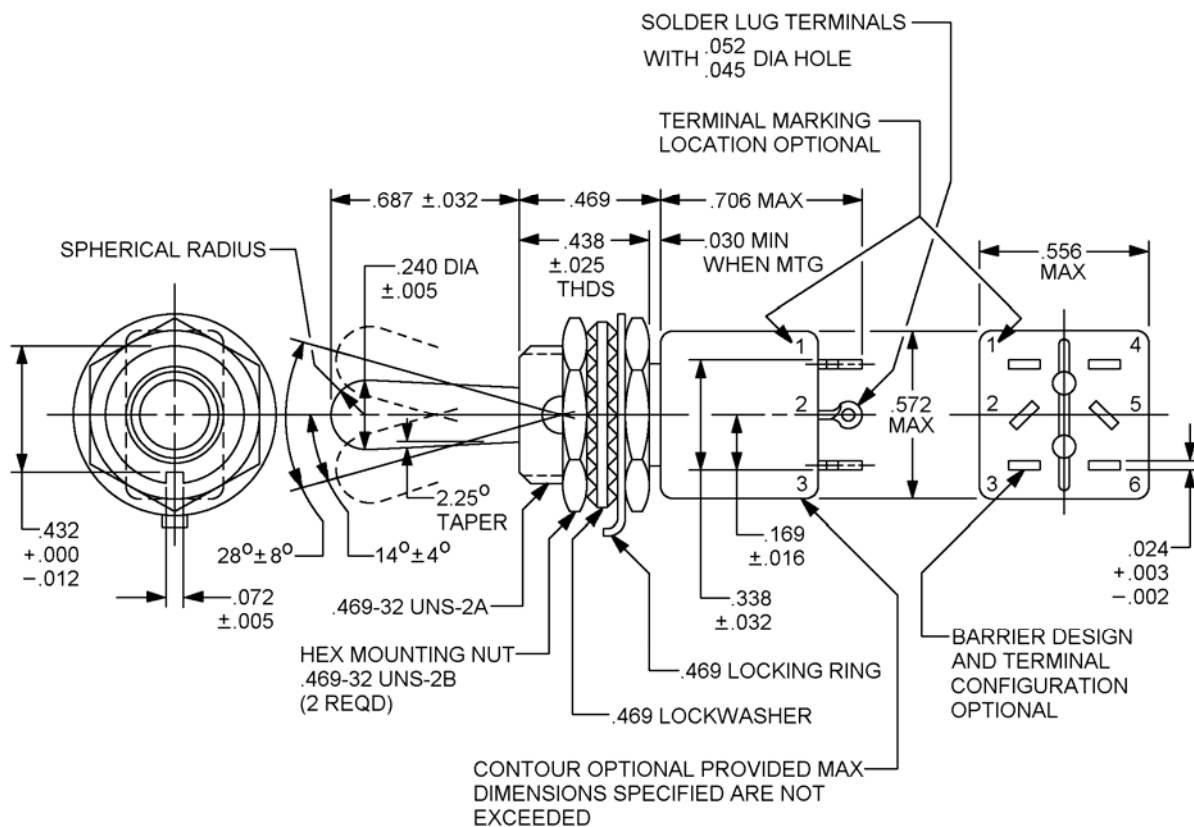 SOLDER LUG TERMINALS
WITH .052 DIA HOLE
.045
TERMINAL MARKING
LOCATION OPTIONAL
.687 ±.032
.469
.706 MAX
SPHERICAL RADIUS
.240 DIA
±.005
.438
±.025
THDS
.030 MIN
WHEN MTG
.556
MAX
1
2
3
.572
MAX
1
4
2
5
3
6
2.25°
TAPER
.432
+.000
-.012
28°±8°
14°±4°
.169
±.016
.024
+.003
-.002
.072
±.005
.469-32 UNS-2A
.338
±.032
HEX MOUNTING NUT
.469-32 UNS-2B
(2 REQD)
.469 LOCKING RING
.469 LOCKWASHER
BARRIER DESIGN
AND TERMINAL
CONFIGURATION
OPTIONAL
CONTOUR OPTIONAL PROVIDED MAX
DIMENSIONS SPECIFIED ARE NOT
EXCEEDED